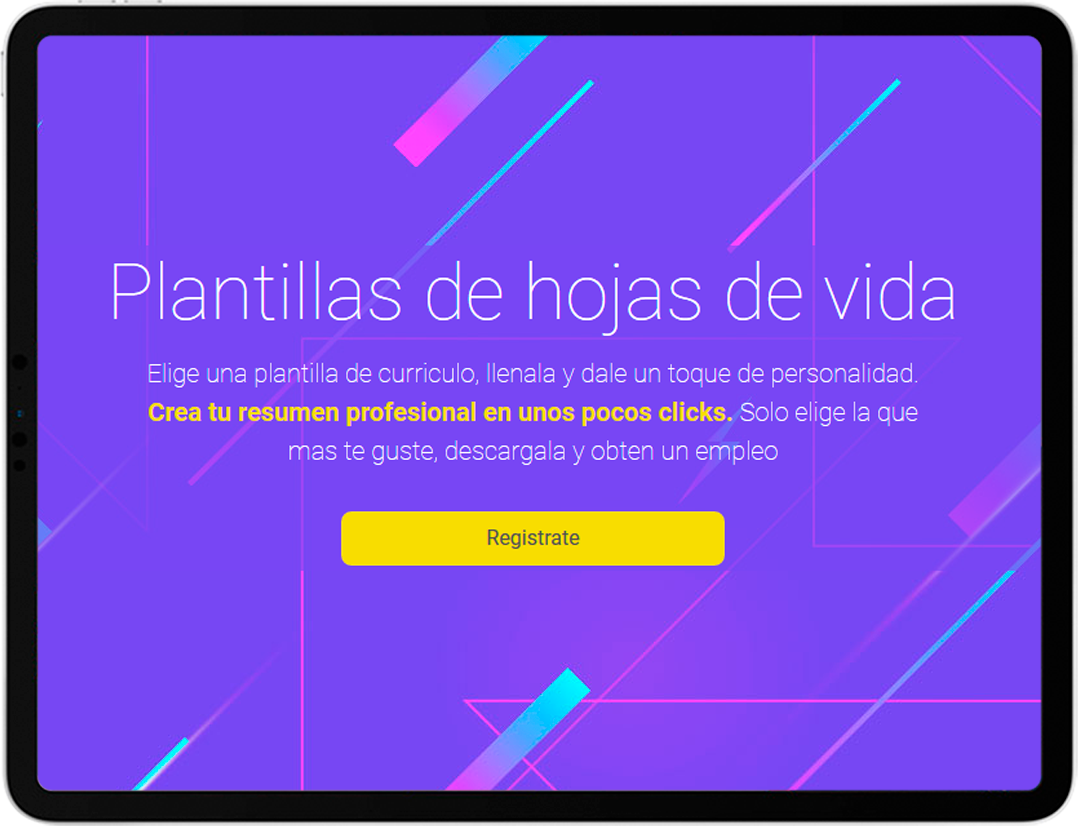 Plantillas de hojas de vida
Elige una plantilla de curriculo, llenala y dale un toque de personalidad.
Crea tu resumen profesional en unos pocos clicks. Solo elige la que
mas te guste, descargala y obten un empleo
Registrate